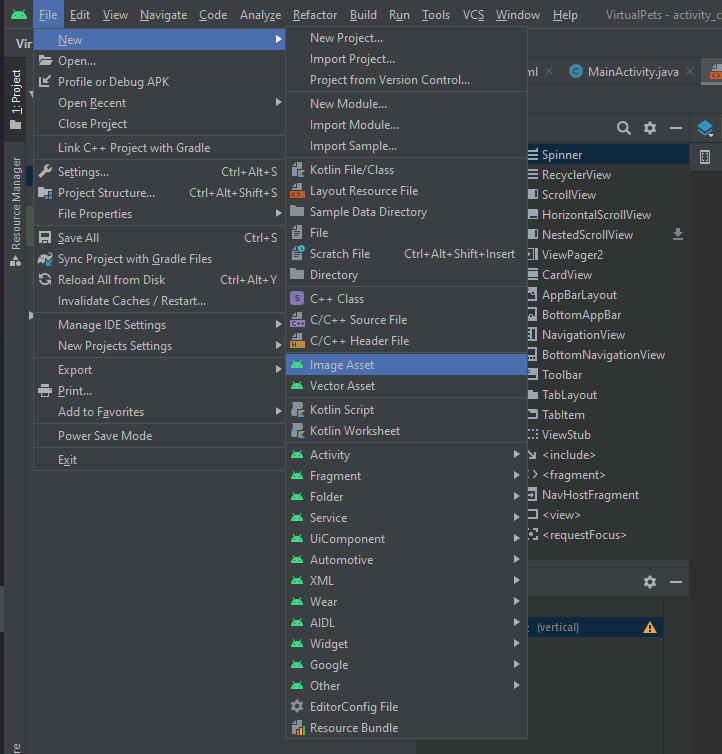 File Edit View Navigate Code Analyze Refactor Build Run Tools VCS Window Help VirtualPets - activity_c
Vir
MainActivity.java
1: Project
Resource Manager
New
Open...
Profile or Debug APK
Open Recent
Close Project
Link C++ Project with Gradle
Settings... Ctrl+Alt+S
Project Structure... Ctrl+Alt+Shift+S
File Properties
Save All Ctrl+S
Sync Project with Gradle Files
Reload All from Disk Ctrl+Alt+Y
Invalidate Caches / Restart...
Manage IDE Settings
New Projects Settings
Export
Print...
Add to Favorites
Power Save Mode
Exit
New Project...
Import Project...
Project from Version Control...
New Module...
Import Module...
Import Sample...
Kotlin File/Class
Layout Resource File
Sample Data Directory
File
Scratch File Ctrl+Alt+Shift+Insert
Directory
C++ Class
C/C++ Source File
C/C++ Header File
Image Asset
Vector Asset
Kotlin Script
Kotlin Worksheet
Activity
Fragment
Folder
Service
UiComponent
Automotive
XML
Wear
AIDL
Widget
Google
Other
EditorConfig File
Resource Bundle
Spinner
RecyclerView
ScrollView
HorizontalScrollView
NestedScrollView
ViewPager2
CardView
AppBarLayout
BottomAppBar
NavigationView
BottomNavigationView
Toolbar
TabLayout
TabItem
ViewStub
<include>
<fragment>
NavHostFragment
<view>
<requestFocus>
(vertical)